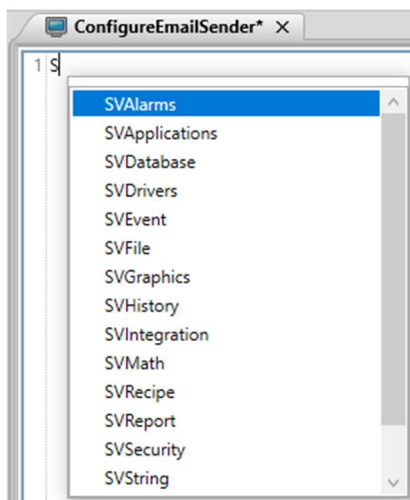 ConfigureEmailSender* ×
1 S
SVAlarms
SVApplications
SVDatabase
SVDrivers
SVEvent
SVFile
SVGraphics
SVHistory
SVIntegration
SVMath
SVRecipe
SVReport
SVSecurity
SVString